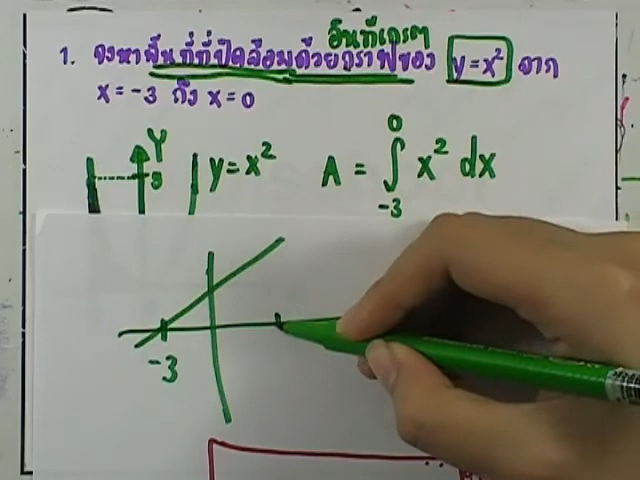 อินทิเกรต
1. จงหาพื้นที่ที่ปิดล้อมด้วยกราฟของ y = x² จาก
x = -3 ถึง x = 0
Y
9
y = x²
A = ∫₋₃⁰ x² dx
-3